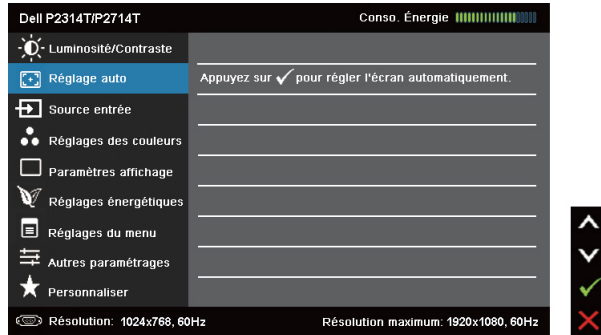 Dell P2314T/P2714T
Conso. Énergie
Luminosité/Contraste
Réglage auto
Appuyez sur ✓ pour régler l'écran automatiquement.
Source entrée
Réglages des couleurs
Paramètres affichage
Réglages énergétiques
Réglages du menu
Autres paramétrages
Personnaliser
Résolution: 1024x768, 60Hz
Résolution maximum: 1920x1080, 60Hz